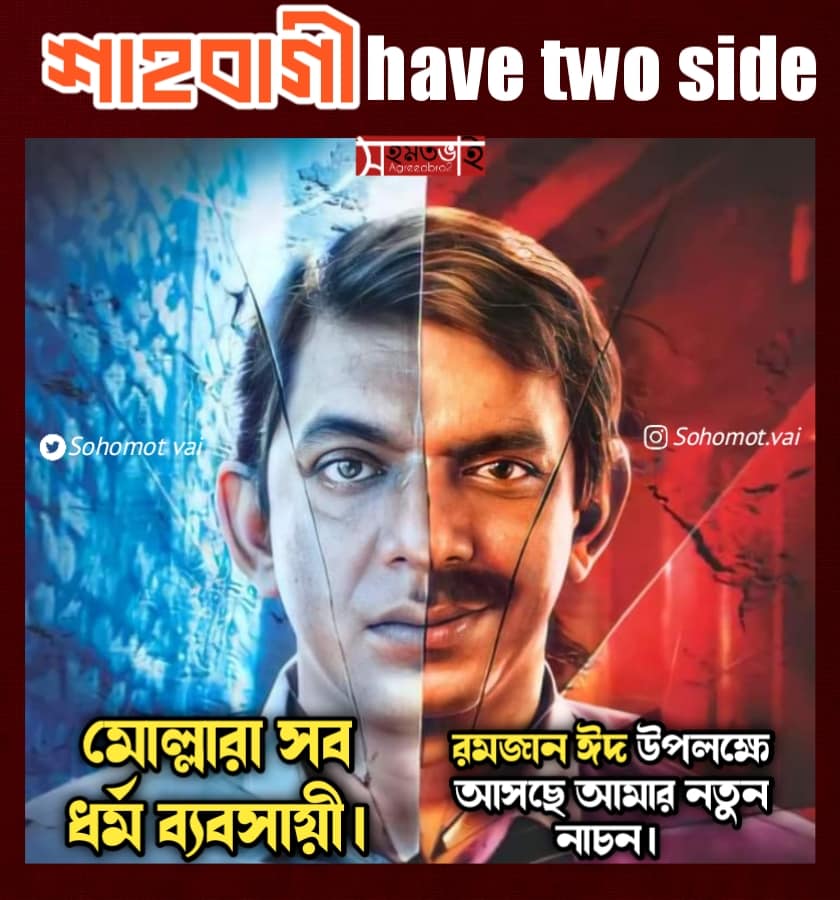 শাহবাগী have two side
সহমতভাই
Agreeabro?
Sohomot vai
Sohomot.vai
মোল্লারা সব
ধর্ম ব্যবসায়ী।
রমজান ঈদ উপলক্ষে
আসছে আমার নতুন
নাচন।